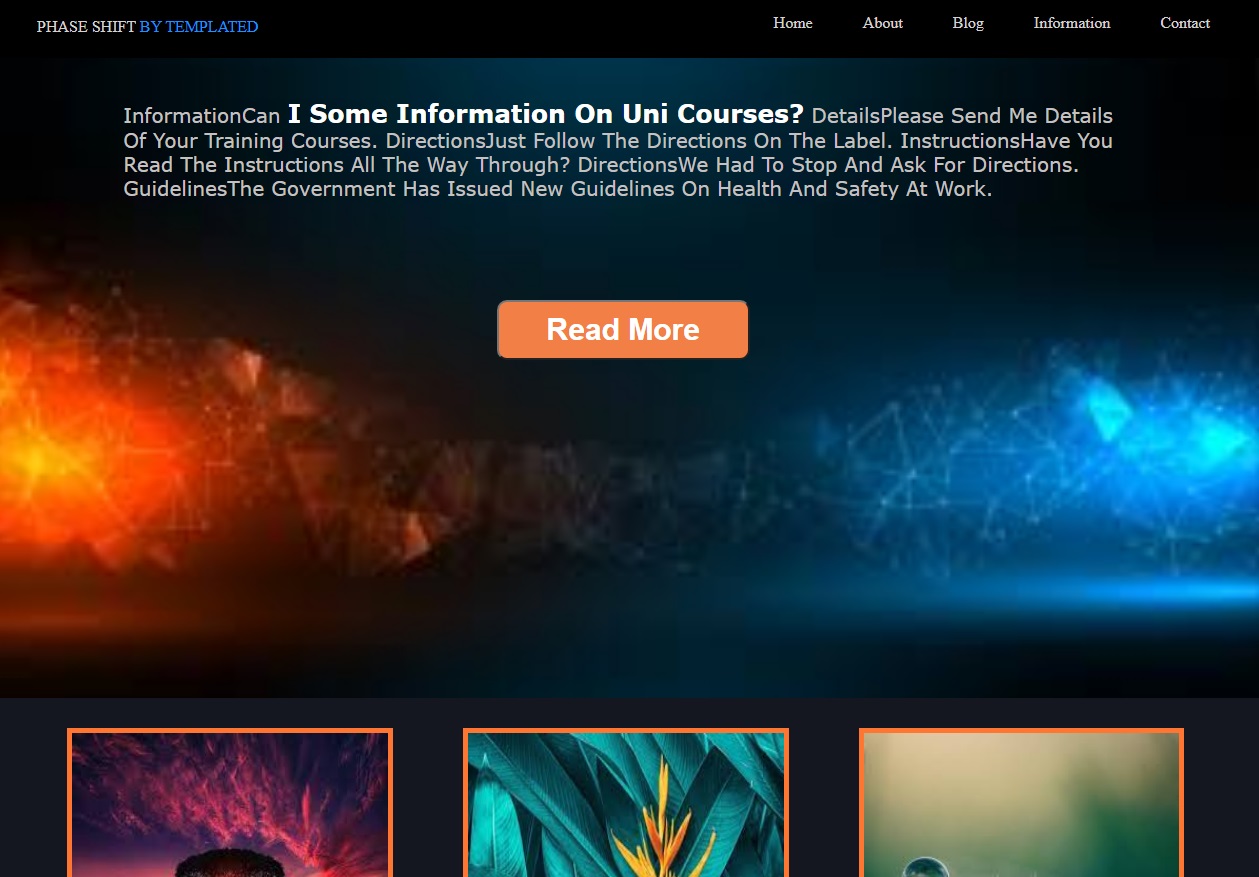 PHASE SHIFT BY TEMPLATED
Home About Blog Information Contact
InformationCan I Some Information On Uni Courses? DetailsPlease Send Me Details
Of Your Training Courses. DirectionsJust Follow The Directions On The Label. InstructionsHave You
Read The Instructions All The Way Through? DirectionsWe Had To Stop And Ask For Directions.
GuidelinesThe Government Has Issued New Guidelines On Health And Safety At Work.
Read More